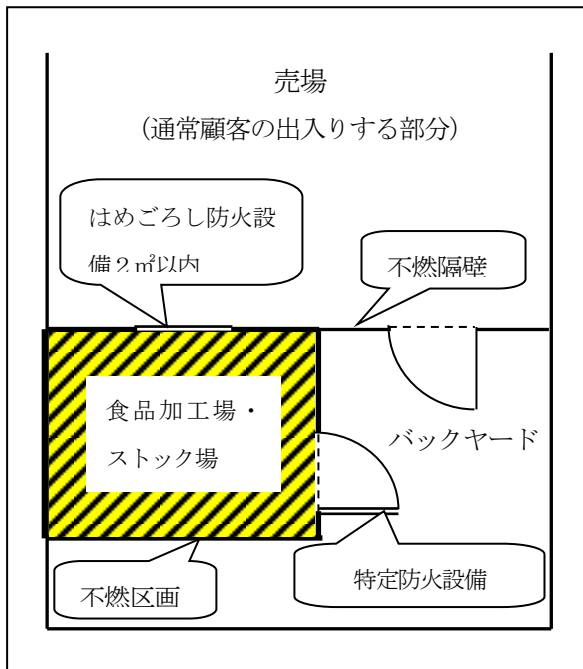 売場
(通常顧客の出入りする部分)
はめごろし防火設
備2㎡以内
不燃隔壁
食品加工場・
ストック場
バックヤード
特定防火設備
不燃区画